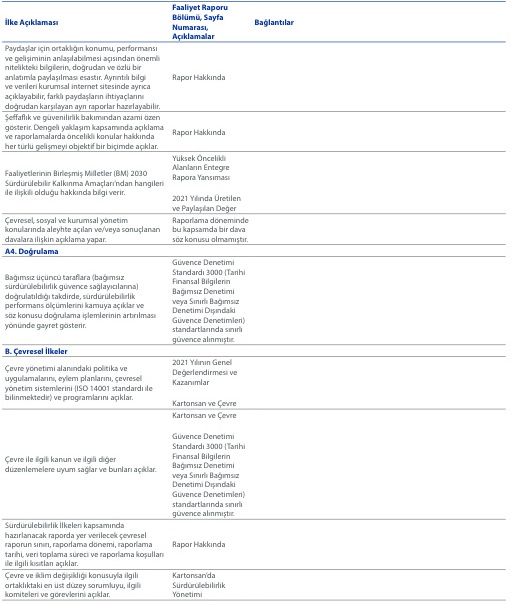 İlke Açıklaması
Faaliyet Raporu
Bölümü, Sayfa
Numarası,
Açıklamalar
Bağlantılar
Paydaşlar için ortaklığın konumu, performansı
ve gelişiminin anlaşılabilmesi açısından önemli
nitelikteki bilgilerin, doğrudan ve özlü bir
anlatımla paylaşılması esastır. Ayrıntılı bilgi
ve verileri kurumsal internet sitesinde ayrıca
açıklayabilir, farklı paydaşların ihtiyaçlarını
doğrudan karşılayan ayrı raporlar hazırlayabilir.
Rapor Hakkında
Şeffaflık ve güvenilirlik bakımından azami özen
gösterir. Dengeli yaklaşım kapsamında açıklama
ve raporlamalarda öncelikli konular hakkında
her türlü gelişmeyi objektif bir biçimde açıklar.
Rapor Hakkında
Faaliyetlerinin Birleşmiş Milletler (BM) 2030
Sürdürülebilir Kalkınma Amaçları'ndan hangileri
ile ilişkili olduğu hakkında bilgi verir.
Yüksek Öncelikli
Alanların Entegre
Rapora Yansıması
2021 Yılında Üretilen
ve Paylaşılan Değer
Çevresel, sosyal ve kurumsal yönetim
konularında aleyhte açılan ve/veya sonuçlanan
davalara ilişkin açıklama yapar.
Raporlama döneminde
bu kapsamda bir dava
söz konusu olmamıştır.
A4. Doğrulama
Bağımsız üçüncü taraflara (bağımsız
sürdürülebilirlik güvence sağlayıcılarına)
doğrulatıldığı takdirde, sürdürülebilirlik
performans ölçümlerini kamuya açıklar ve
söz konusu doğrulama işlemlerinin artırılması
yönünde gayret gösterir.
Güvence Denetimi
Standardı 3000 (Tarihi
Finansal Bilgilerin
Bağımsız Denetimi
veya Sınırlı Bağımsız
Denetimi Dışındaki
Güvence Denetimleri)
standartlarında sınırlı
güvence alınmıştır.
B. Çevresel İlkeler
Çevre yönetimi alanındaki politika ve
uygulamalarını, eylem planlarını, çevresel
yönetim sistemlerini (ISO 14001 standardı ile
bilinmektedir) ve programlarını açıklar.
2021 Yılının Genel
Değerlendirmesi ve
Kazanımlar
Kartonsan ve Çevre
Çevre ile ilgili kanun ve ilgili diğer
düzenlemelere uyum sağlar ve bunları açıklar.
Kartonsan ve Çevre
Güvence Denetimi
Standardı 3000 (Tarihi
Finansal Bilgilerin
Bağımsız Denetimi
veya Sınırlı Bağımsız
Denetimi Dışındaki
Güvence Denetimleri)
standartlarında sınırlı
güvence alınmıştır.
Sürdürülebilirlik İlkeleri kapsamında
hazırlanacak raporda yer verilecek çevresel
raporun sınırı, raporlama dönemi, raporlama
tarihi, veri toplama süreci ve raporlama koşulları
ile ilgili kısıtları açıklar.
Rapor Hakkında
Çevre ve iklim değişikliği konusuyla ilgili
ortaklıktaki en üst düzey sorumluyu, ilgili
komiteleri ve görevlerini açıklar.
Kartonsan'da
Sürdürülebilirlik
Yönetimi